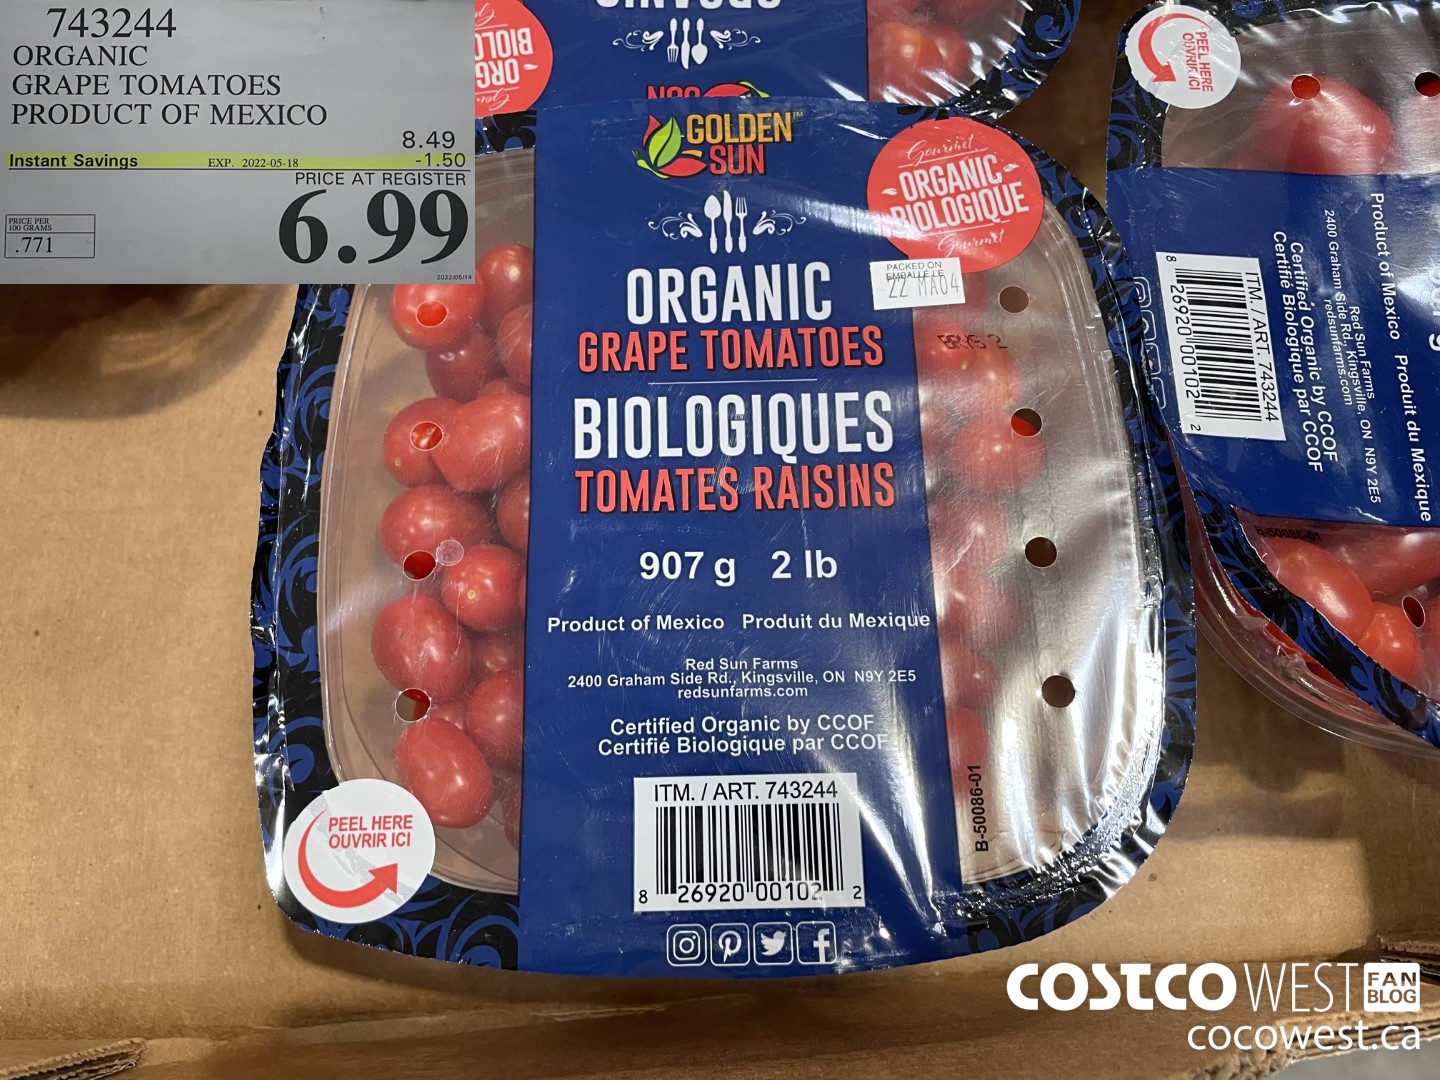 743244
ORGANIC
GRAPE TOMATOES
PRODUCT OF MEXICO
8.49
Instant Savings EXP. 2022-05-18 -1.50
PRICE AT REGISTER
6.99
PRICE PER
100 GRAMS
.771
2022/05/14
GOLDEN
SUN™
Gourmet
ORGANIC
BIOLOGIQUE
Gourmet
PACKED ON
EMBALLÉ LE
22 MA04
ORGANIC
GRAPE TOMATOES
BIOLOGIQUES
TOMATES RAISINS
907 g 2 lb
Product of Mexico Produit du Mexique
Red Sun Farms
2400 Graham Side Rd., Kingsville, ON N9Y 2E5
redsunfarms.com
Certified Organic by CCOF
Certifié Biologique par CCOF
ITM. / ART. 743244
8 26920 00102 2
B-50086-01
PEEL HERE
OUVRIR ICI
PEEL HERE
OUVRIR ICI
Product of Mexico Produit du Mexique
Red Sun Farms
2400 Graham Side Rd., Kingsville, ON N9Y 2E5
redsunfarms.com
Certified Organic by CCOF
Certifié Biologique par CCOF
ITM. / ART. 743244
8 26920 00102 2
B-50086-01
COSTCO WEST FAN BLOG
cocowest.ca